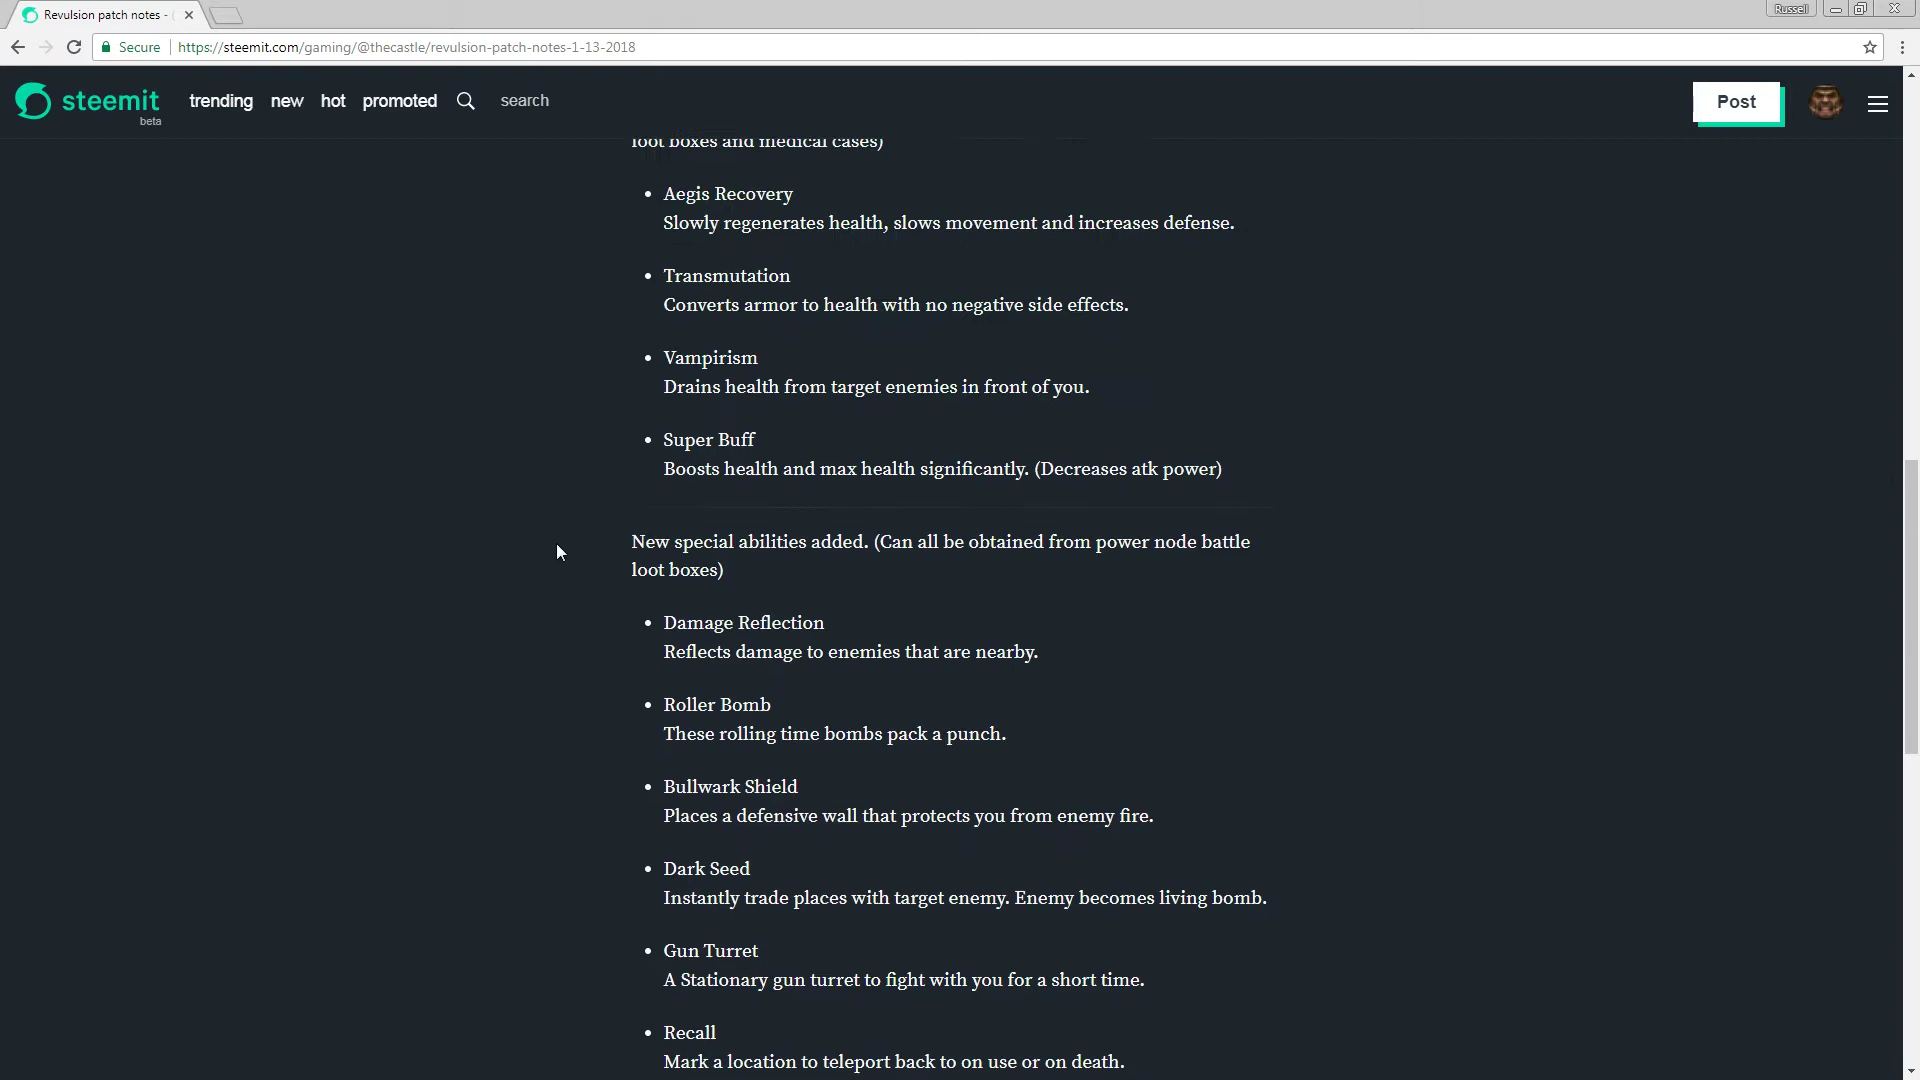 Revulsion patch notes -
Russell
Secure
https://steemit.com/gaming/@thecastle/revulsion-patch-notes-1-13-2018
steemit
beta
trending
new
hot
promoted
search
Post
loot boxes and medical cases)
• Aegis Recovery
Slowly regenerates health, slows movement and increases defense.
• Transmutation
Converts armor to health with no negative side effects.
• Vampirism
Drains health from target enemies in front of you.
• Super Buff
Boosts health and max health significantly. (Decreases atk power)
New special abilities added. (Can all be obtained from power node battle
loot boxes)
• Damage Reflection
Reflects damage to enemies that are nearby.
• Roller Bomb
These rolling time bombs pack a punch.
• Bullwark Shield
Places a defensive wall that protects you from enemy fire.
• Dark Seed
Instantly trade places with target enemy. Enemy becomes living bomb.
• Gun Turret
A Stationary gun turret to fight with you for a short time.
• Recall
Mark a location to teleport back to on use or on death.